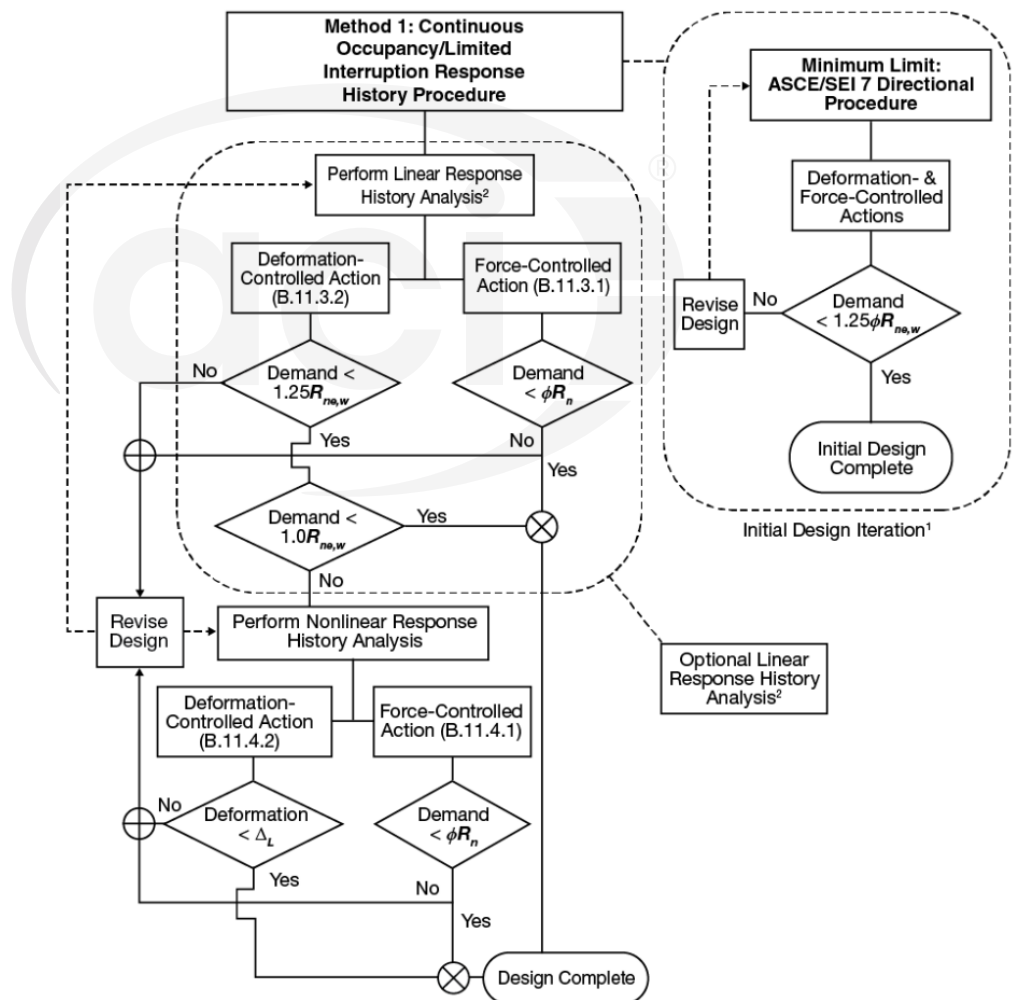 Method 1: Continuous
Occupancy/Limited
Interruption Response
History Procedure
Minimum Limit:
ASCE/SEI 7 Directional
Procedure
Deformation- &
Force-Controlled
Actions
Revise
Design
No
Demand
< 1.25ϕRne,w
Yes
Initial Design
Complete
Initial Design Iteration¹
Perform Linear Response
History Analysis²
Deformation-
Controlled Action
(B.11.3.2)
Force-Controlled
Action (B.11.3.1)
No
Demand <
1.25Rne,w
Yes
Demand
< ϕRn
No
Yes
Demand <
1.0Rne,w
Yes
No
Revise
Design
Perform Nonlinear Response
History Analysis
Optional Linear
Response History
Analysis²
Deformation-
Controlled Action
(B.11.4.2)
Force-Controlled
Action (B.11.4.1)
No
Deformation
< ΔL
Yes
Demand
< ϕRn
No
Yes
Design Complete
aci
®